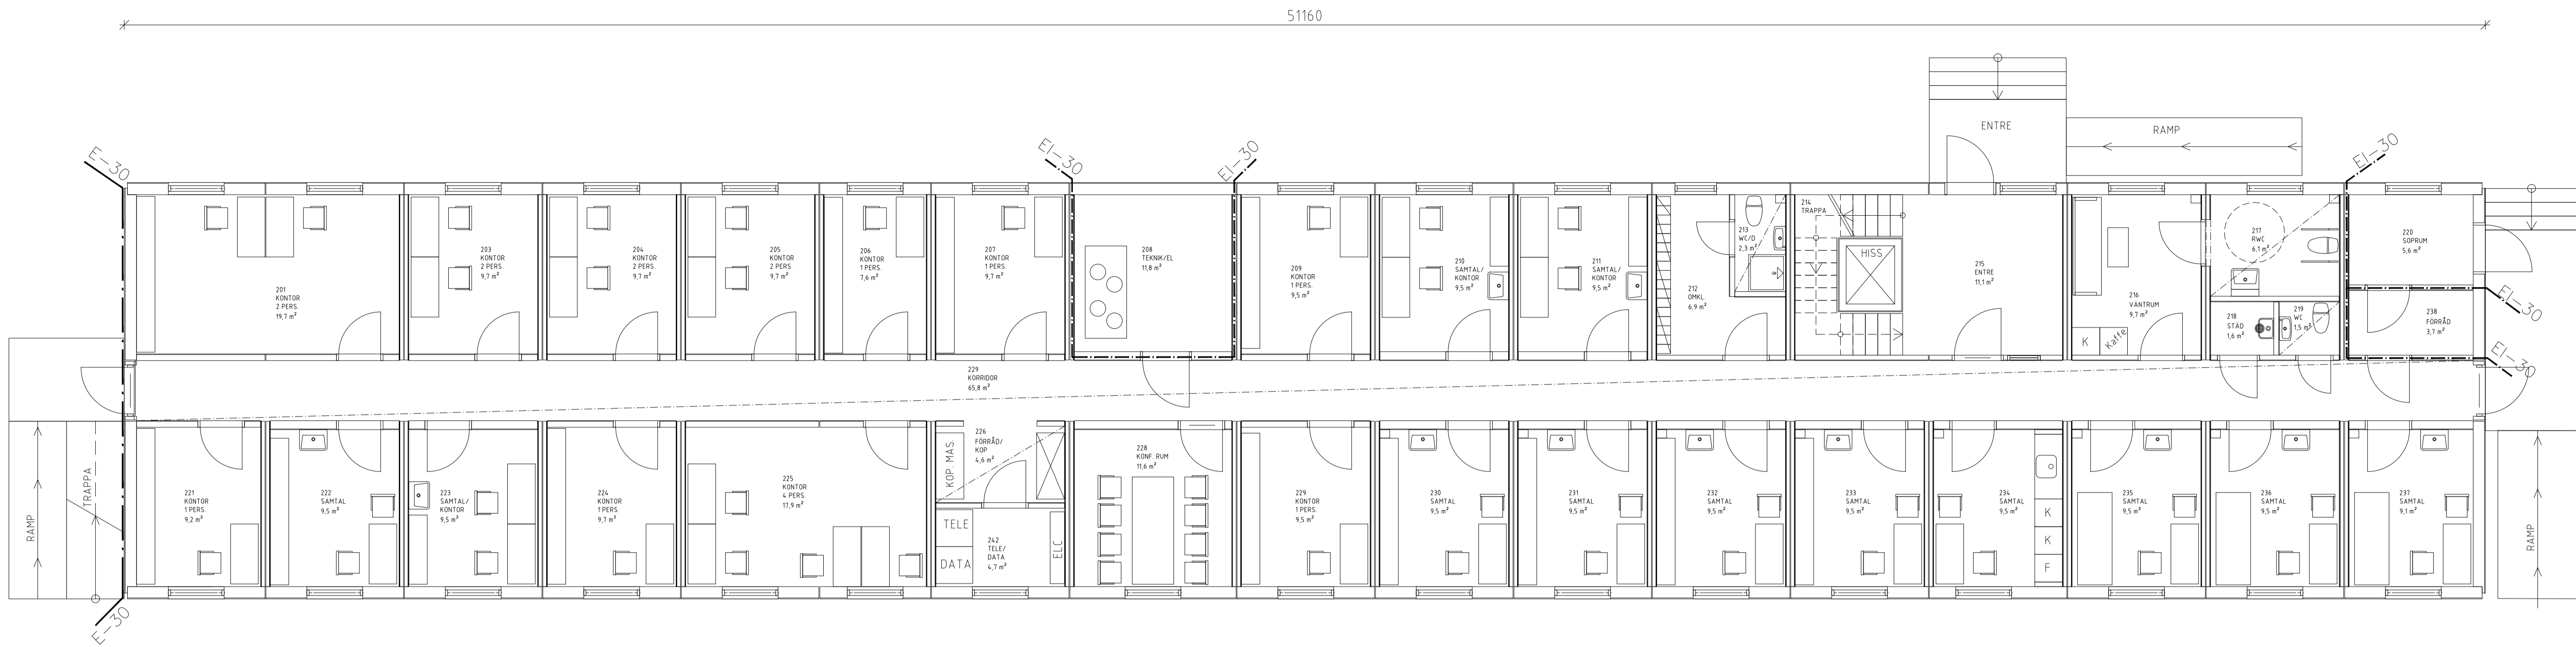 51160
ENTRE
RAMP
E-30
EI-30
EI-30
EI-30
201
KONTOR
2 PERS.
19,7 m²
203
KONTOR
2 PERS.
9,7 m²
204
KONTOR
2 PERS.
9,7 m²
205
KONTOR
2 PERS.
9,7 m²
206
KONTOR
1 PERS.
7,6 m²
207
KONTOR
1 PERS.
9,7 m²
208
TEKNIK/EL
11,8 m²
209
KONTOR
1 PERS.
9,5 m²
210
SAMTAL/
KONTOR
9,5 m²
211
SAMTAL/
KONTOR
9,5 m²
212
OMKL.
6,9 m²
213
WC/D
2,3 m²
214
TRAPPA
HISS
215
ENTRE
11,1 m²
216
VÄNTRUM
9,7 m²
K
Kaffe
217
RWC
6,1 m²
218
STÄD
1,6 m²
219
WC
1,5 m²
220
SOPRUM
5,6 m²
EI-30
238
FÖRRÅD
3,7 m²
EI-30
229
KORRIDOR
65,8 m²
RAMP
TRAPPA
221
KONTOR
1 PERS.
9,2 m²
222
SAMTAL
9,5 m²
223
SAMTAL/
KONTOR
9,5 m²
224
KONTOR
1 PERS.
9,7 m²
225
KONTOR
4 PERS.
17,9 m²
KOP. MAS.
226
FÖRRÅD/
KOP
4,6 m²
TELE
DATA
242
TELE/
DATA
4,7 m²
ELC
228
KONF. RUM
11,6 m²
229
KONTOR
1 PERS.
9,5 m²
230
SAMTAL
9,5 m²
231
SAMTAL
9,5 m²
232
SAMTAL
9,5 m²
233
SAMTAL
9,5 m²
234
SAMTAL
9,5 m²
K
K
F
235
SAMTAL
9,5 m²
236
SAMTAL
9,5 m²
237
SAMTAL
9,1 m²
RAMP
E-30